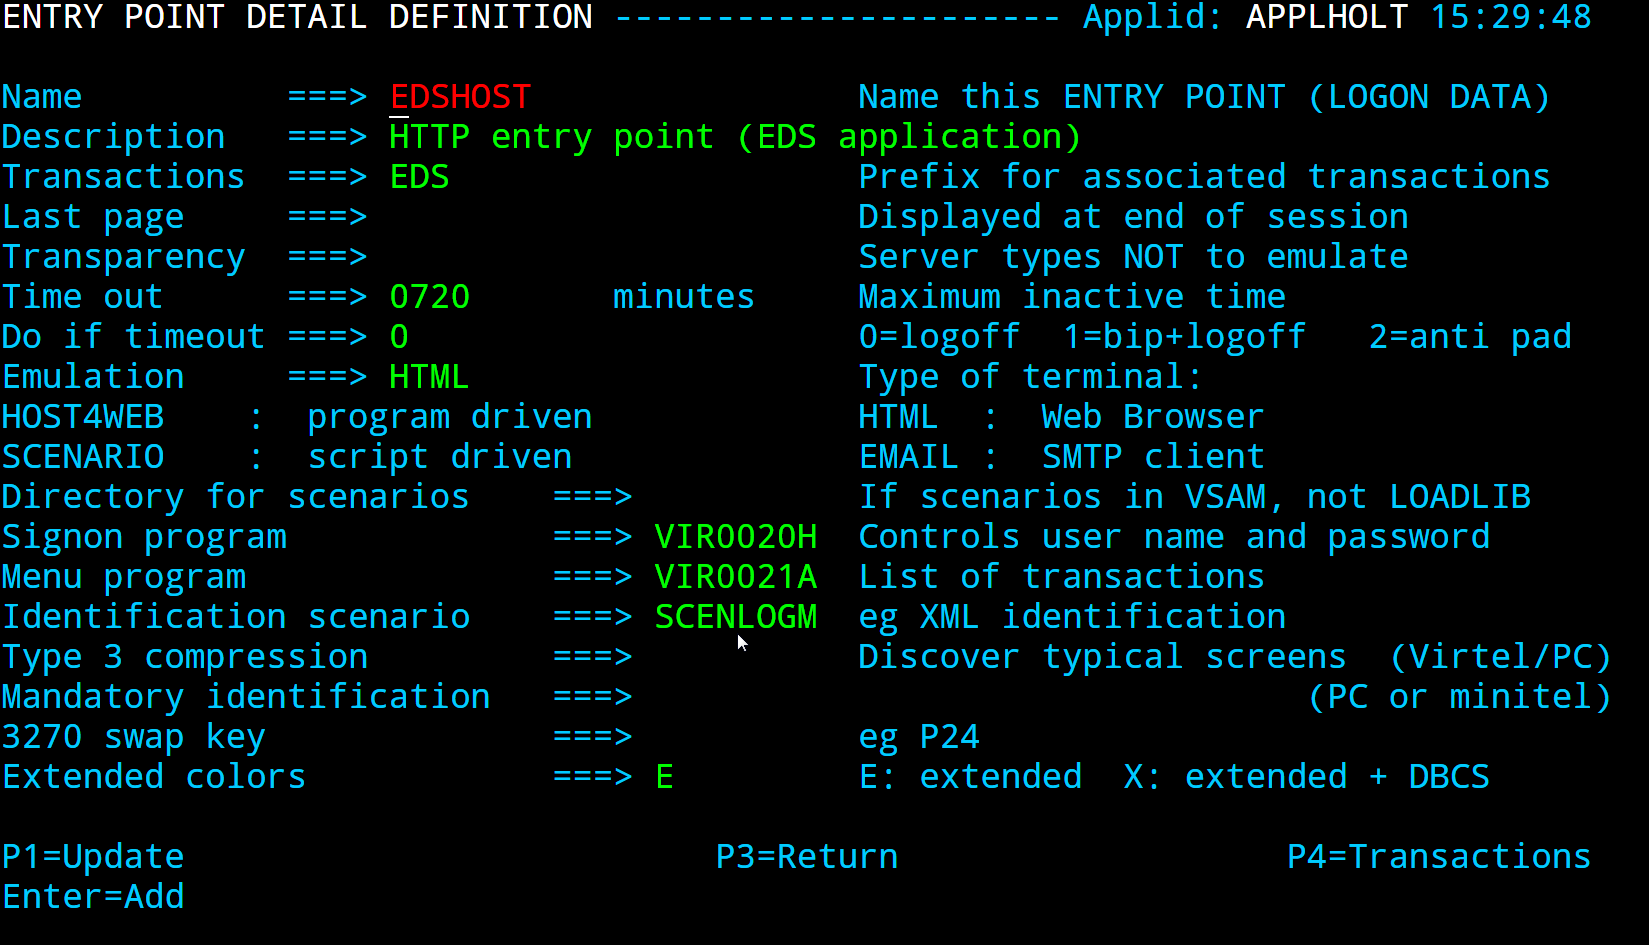 ENTRY POINT DETAIL DEFINITION ---------------------- Applid: APPLHOLT 15:29:48
Name ===> EDSHOST Name this ENTRY POINT (LOGON DATA)
Description ===> HTTP entry point (EDS application)
Transactions ===> EDS Prefix for associated transactions
Last page ===> Displayed at end of session
Transparency ===> Server types NOT to emulate
Time out ===> 0720 minutes Maximum inactive time
Do if timeout ===> 0 0=logoff 1=bip+logoff 2=anti pad
Emulation ===> HTML Type of terminal:
HOST4WEB : program driven HTML : Web Browser
SCENARIO : script driven EMAIL : SMTP client
Directory for scenarios ===> If scenarios in VSAM, not LOADLIB
Signon program ===> VIR0020H Controls user name and password
Menu program ===> VIR0021A List of transactions
Identification scenario ===> SCENLOGM eg XML identification
Type 3 compression ===> Discover typical screens (Virtel/PC)
Mandatory identification ===> (PC or minitel)
3270 swap key ===> eg P24
Extended colors ===> E E: extended X: extended + DBCS
P1=Update P3=Return P4=Transactions
Enter=Add